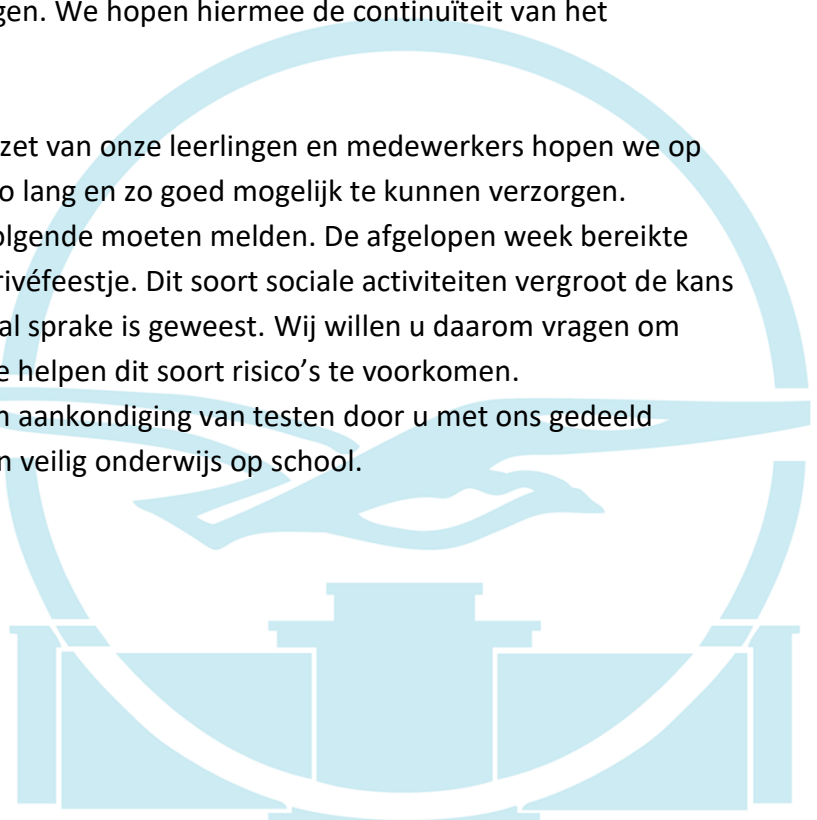 gen. We hopen hiermee de continuïteit van het
zet van onze leerlingen en medewerkers hopen we op
o lang en zo goed mogelijk te kunnen verzorgen.
olgende moeten melden. De afgelopen week bereikte
rivéfeestje. Dit soort sociale activiteiten vergroot de kans
al sprake is geweest. Wij willen u daarom vragen om
e helpen dit soort risico’s te voorkomen.
n aankondiging van testen door u met ons gedeeld
n veilig onderwijs op school.